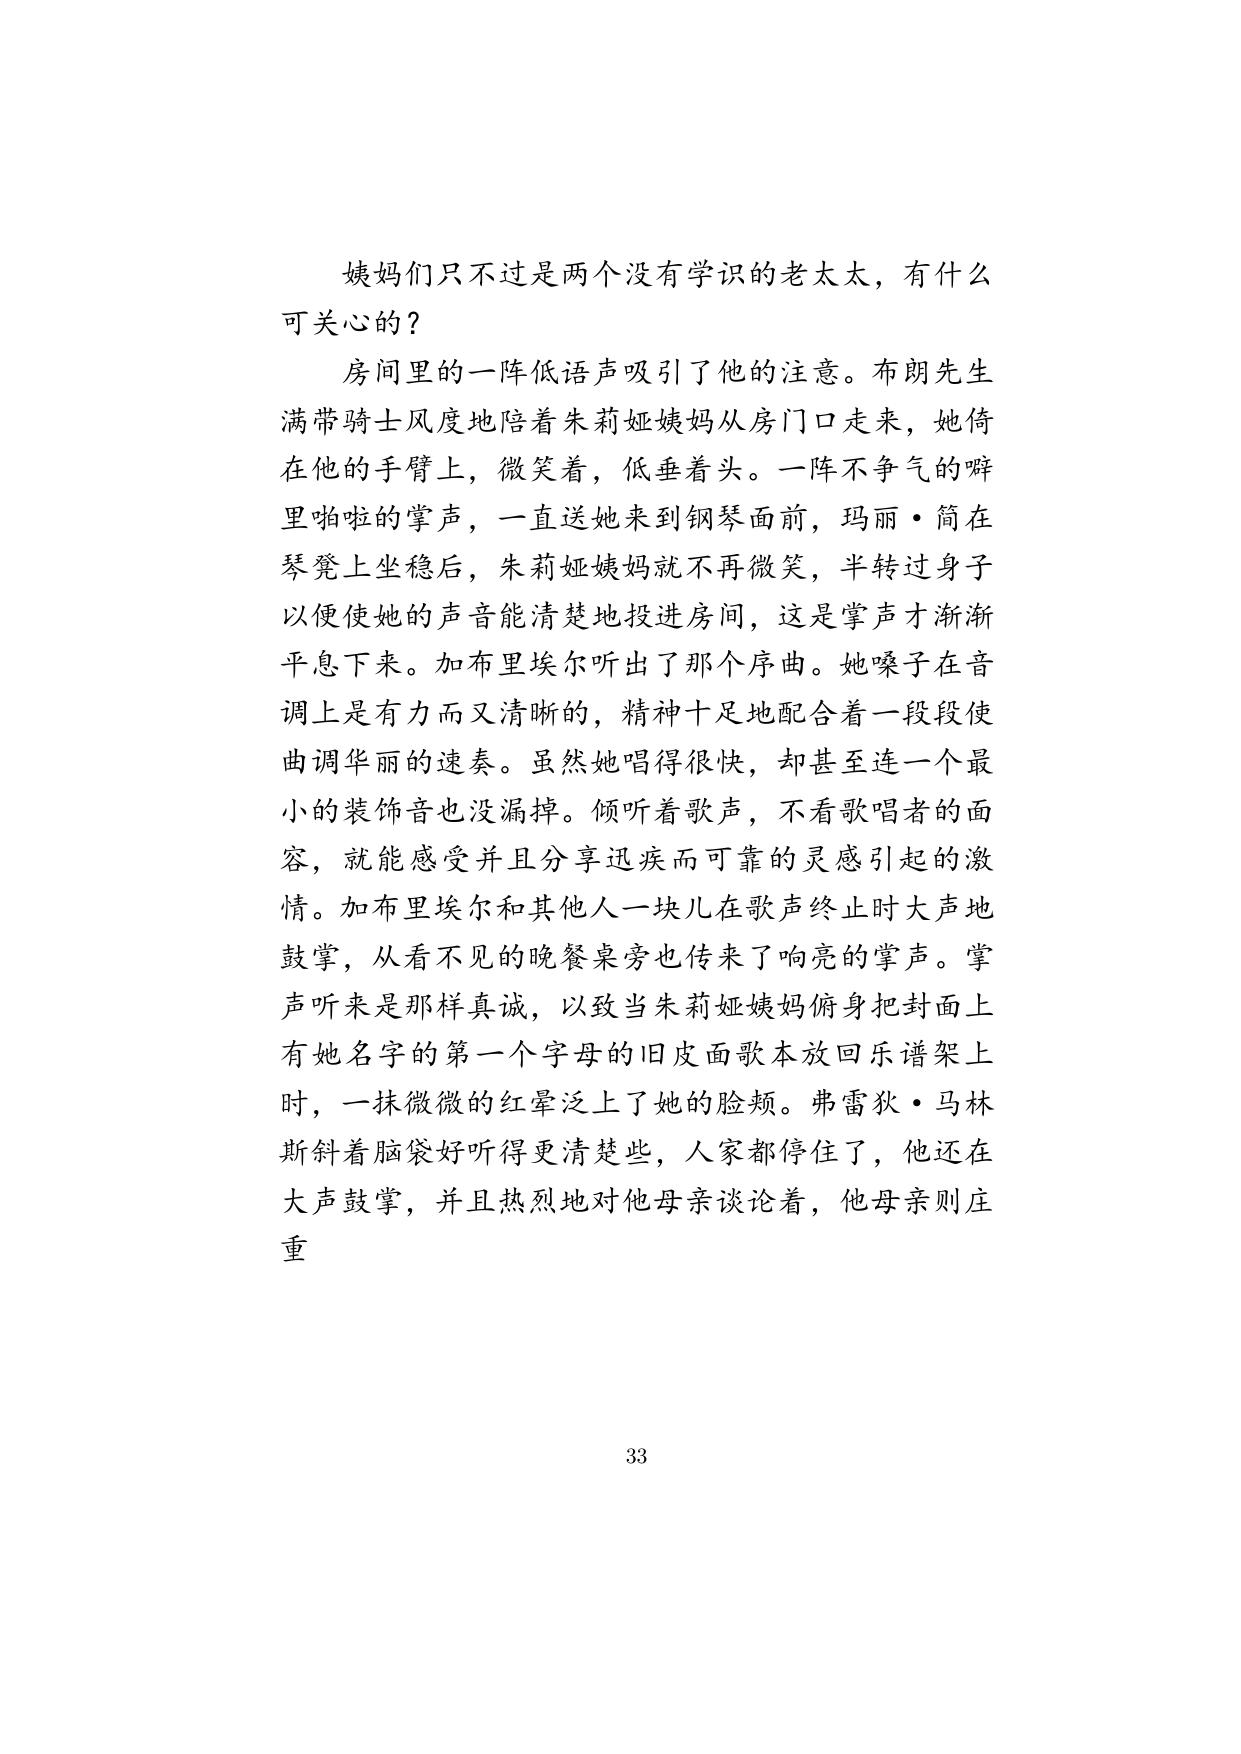 姨妈们只不过是两个没有学识的老太太，有什么
可关心的？
房间里的一阵低语声吸引了他的注意。布朗先生
满带骑士风度地陪着朱莉娅姨妈从房门口走来，她倚
在他的手臂上，微笑着，低垂着头。一阵不争气的噼
里啪啦的掌声，一直送她来到钢琴面前，玛丽·简在
琴凳上坐稳后，朱莉娅姨妈就不再微笑，半转过身子
以便使她的声音能清楚地投进房间，这是掌声才渐渐
平息下来。加布里埃尔听出了那个序曲。她嗓子在音
调上是有力而又清晰的，精神十足地配合着一段段使
曲调华丽的速奏。虽然她唱得很快，却甚至连一个最
小的装饰音也没漏掉。倾听着歌声，不看歌唱者的面
容，就能感受并且分享迅疾而可靠的灵感引起的激
情。加布里埃尔和其他人一块儿在歌声终止时大声地
鼓掌，从看不见的晚餐桌旁也传来了响亮的掌声。掌
声听来是那样真诚，以致当朱莉娅姨妈俯身把封面上
有她名字的第一个字母的旧皮面歌本放回乐谱架上
时，一抹微微的红晕泛上了她的脸颊。弗雷狄·马林
斯斜着脑袋好听得更清楚些，人家都停住了，他还在
大声鼓掌，并且热烈地对他母亲谈论着，他母亲则庄
重
33